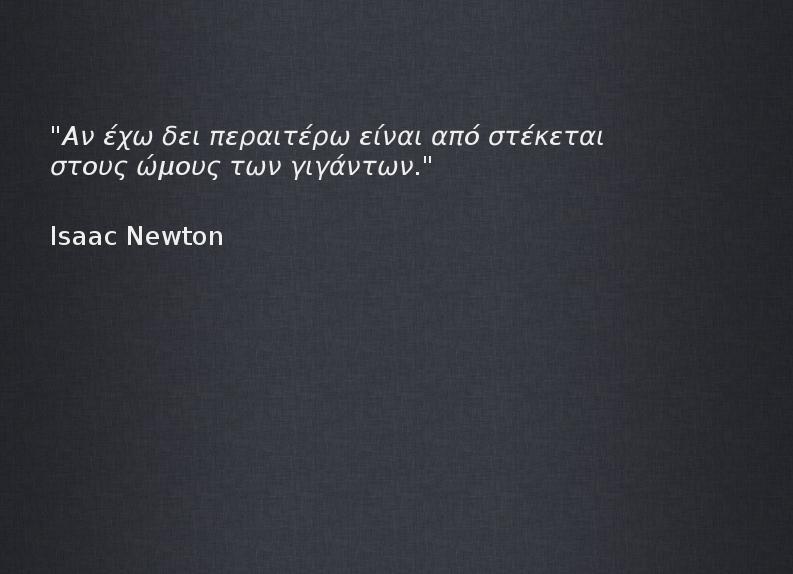 "Αν έχω δει περαιτέρω είναι από στέκεται
στους ώμους των γιγάντων."
Isaac Newton